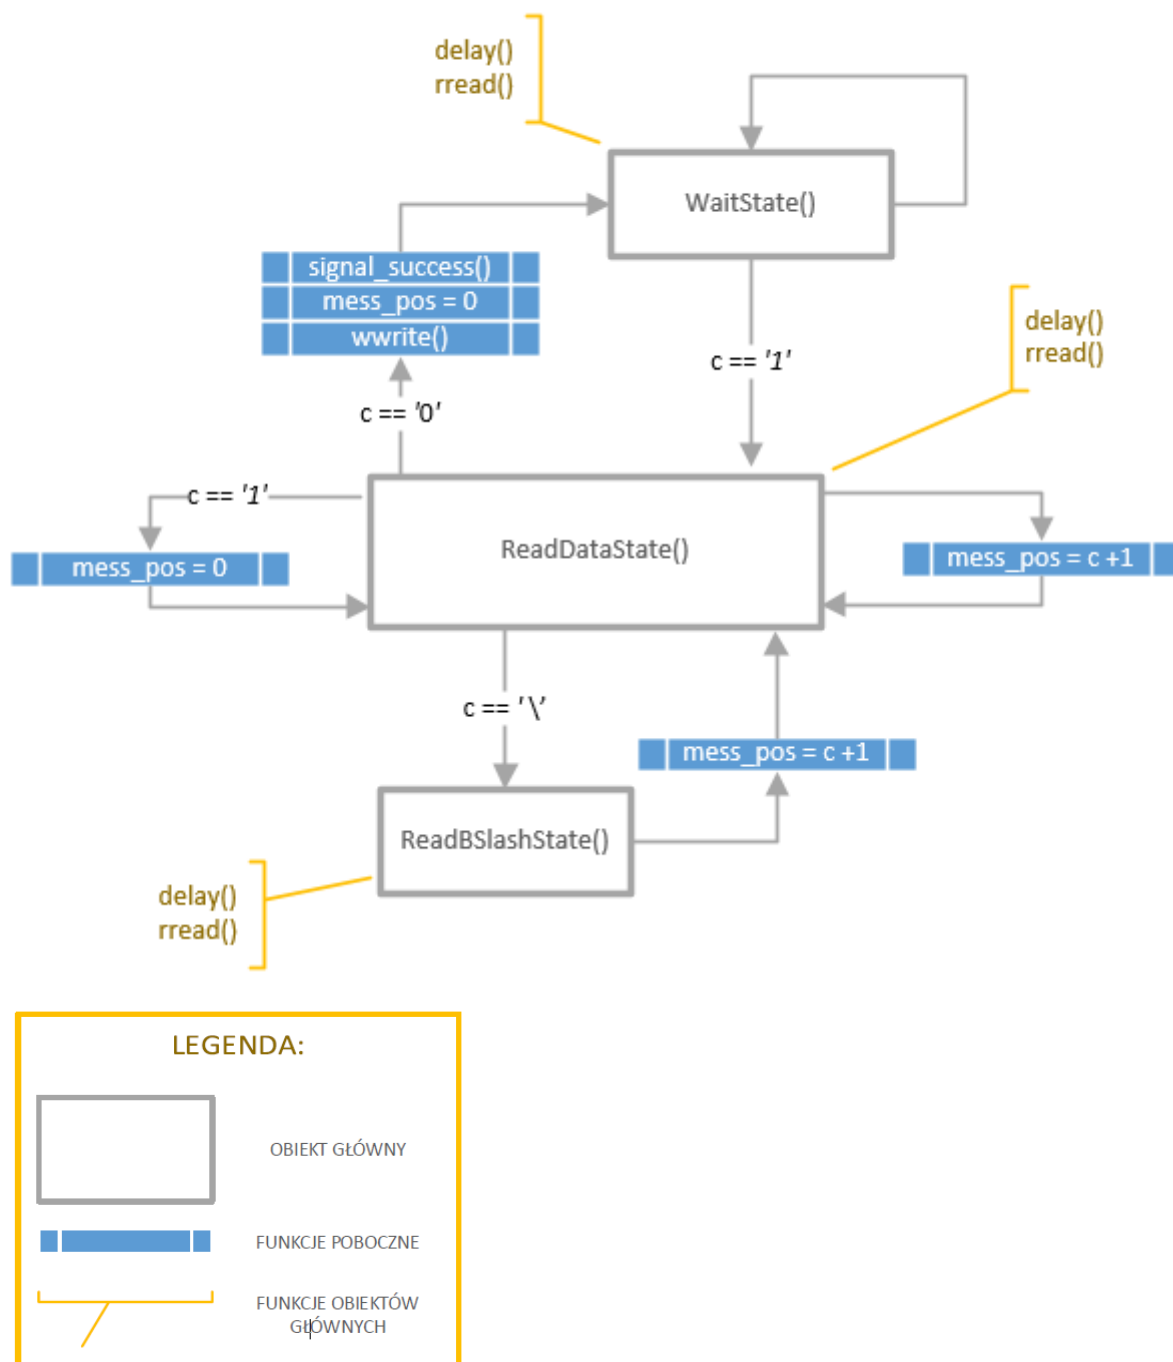 delay()
rread()
WaitState()
signal_success()
mess_pos = 0
wwrite()
delay()
rread()
c == '1'
c == '0'
c == '1'
ReadDataState()
mess_pos = 0
mess_pos = c +1
c == '\'
mess_pos = c +1
ReadBSlashState()
delay()
rread()
LEGENDA:
OBIEKT GŁÓWNY
FUNKCJE POBOCZNE
FUNKCJE OBIEKTÓW
GŁÓWNYCH